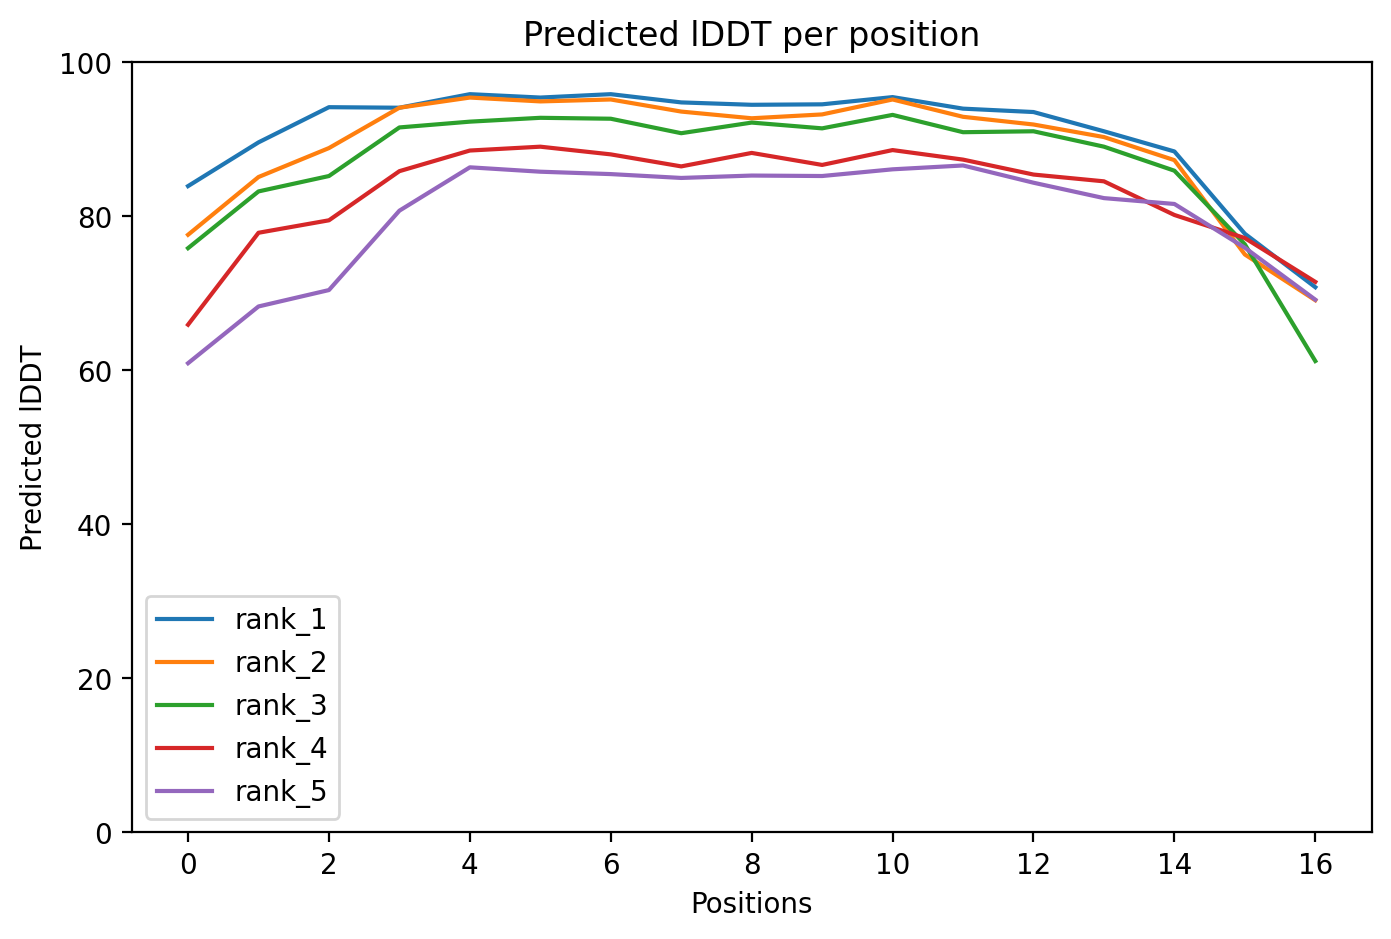 Predicted lDDT per position
100
80
60
40
20
0
Predicted lDDT
rank_1
rank_2
rank_3
rank_4
rank_5
0 2 4 6 8 10 12 14 16
Positions